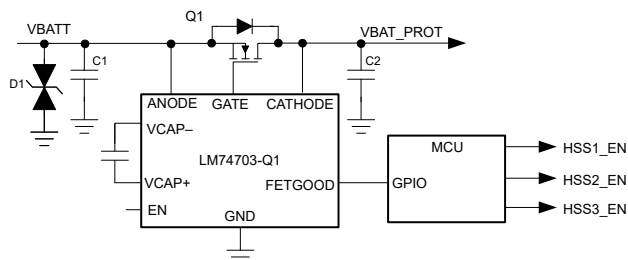 Q1
VBATT
VBAT_PROT
C1
C2
D1
ANODE
GATE
CATHODE
VCAP–
MCU
HSS1_EN
LM74703-Q1
HSS2_EN
VCAP+
FETGOOD
GPIO
HSS3_EN
EN
GND